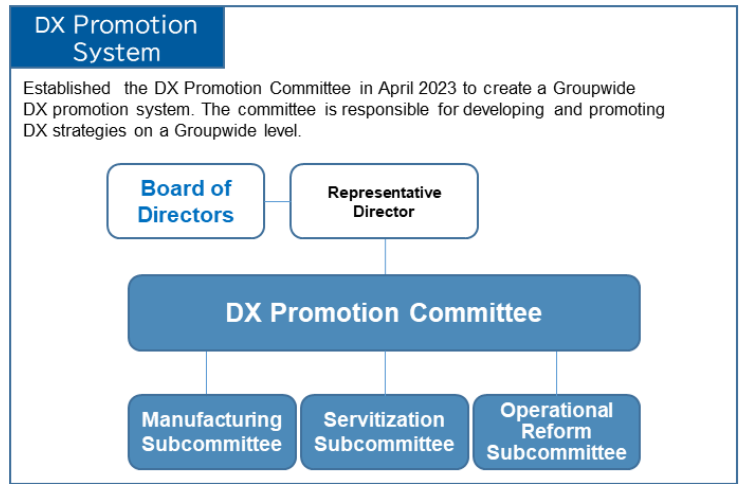 DX Promotion
System
Established the DX Promotion Committee in April 2023 to create a Groupwide
DX promotion system. The committee is responsible for developing and promoting
DX strategies on a Groupwide level.
Board of
Directors
Representative
Director
DX Promotion Committee
Manufacturing
Subcommittee
Servitization
Subcommittee
Operational
Reform
Subcommittee